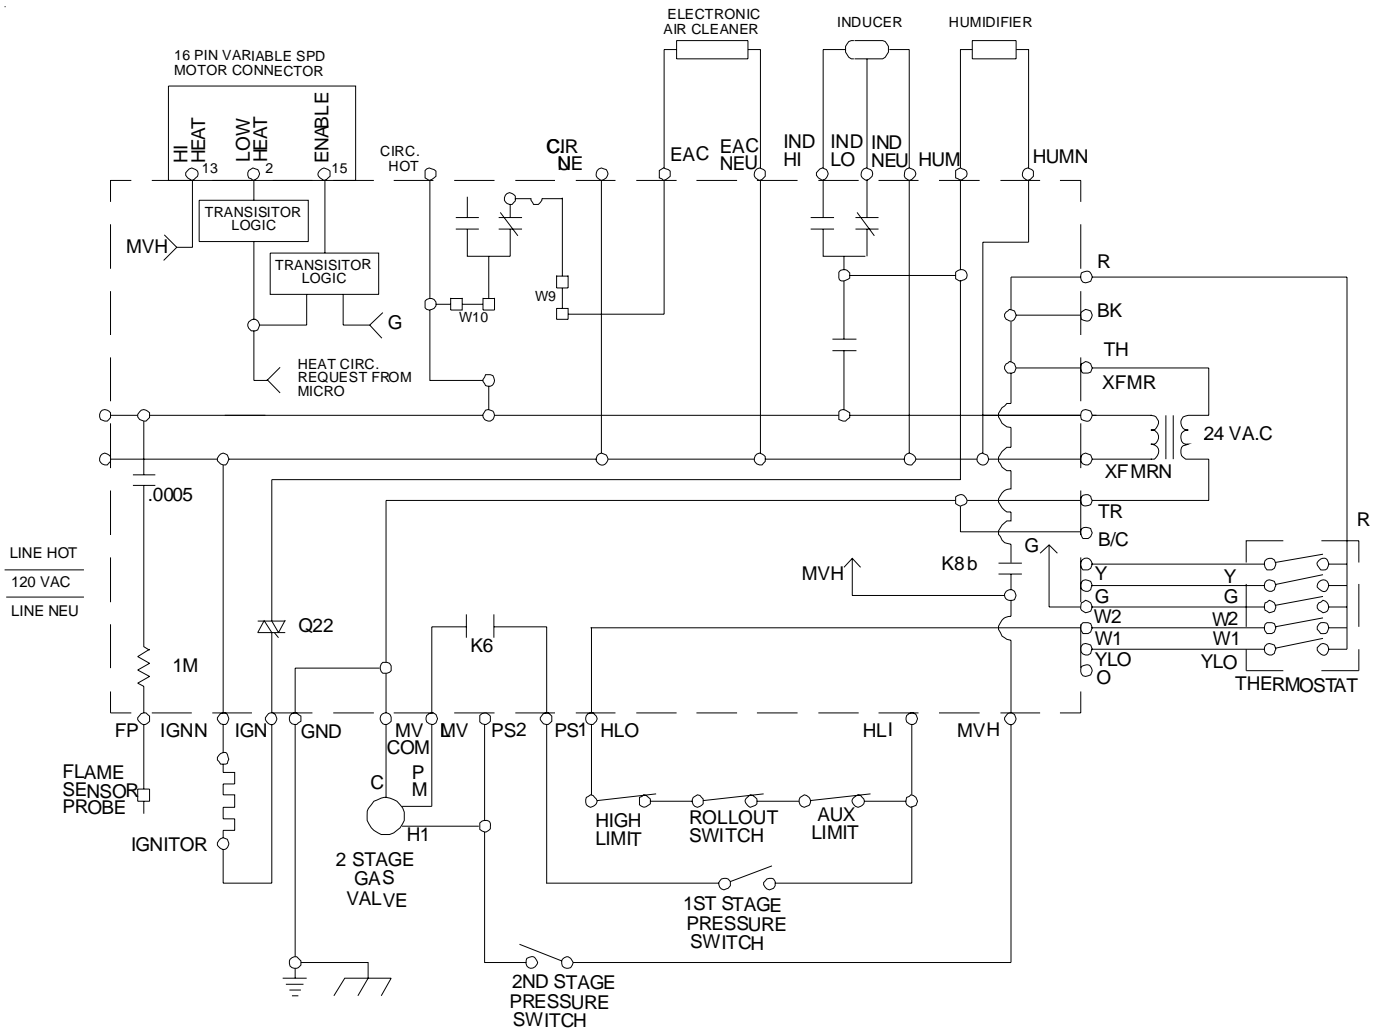 ELECTRONIC
AIR CLEANER
INDUCER
HUMIDIFIER
16 PIN VARIABLE SPD
MOTOR CONNECTOR
HI
HEAT
LOW
HEAT
ENABLE
13
2
15
CIRC.
HOT
CIR
NE
EAC
EAC
NEU
IND
HI
IND
LO
IND
NEU
HUM
HUMN
TRANSISITOR
LOGIC
MVH
TRANSISITOR
LOGIC
G
W10
W9
HEAT CIRC.
REQUEST FROM
MICRO
R
BK
TH
XFMR
24 VA.C
XFMRN
.0005
TR
B/C
R
LINE HOT
120 VAC
LINE NEU
MVH
K8b
G
Y
G
W2
W1
YLO
O
Y
G
W2
W1
YLO
THERMOSTAT
Q22
K6
1M
FP
IGNN
IGN
GND
MV
COM
MV
PS2
PS1
HLO
HLI
MVH
FLAME
SENSOR
PROBE
C
PM
H1
IGNITOR
HIGH
LIMIT
ROLLOUT
SWITCH
AUX
LIMIT
2 STAGE
GAS
VALVE
1ST STAGE
PRESSURE
SWITCH
2ND STAGE
PRESSURE
SWITCH